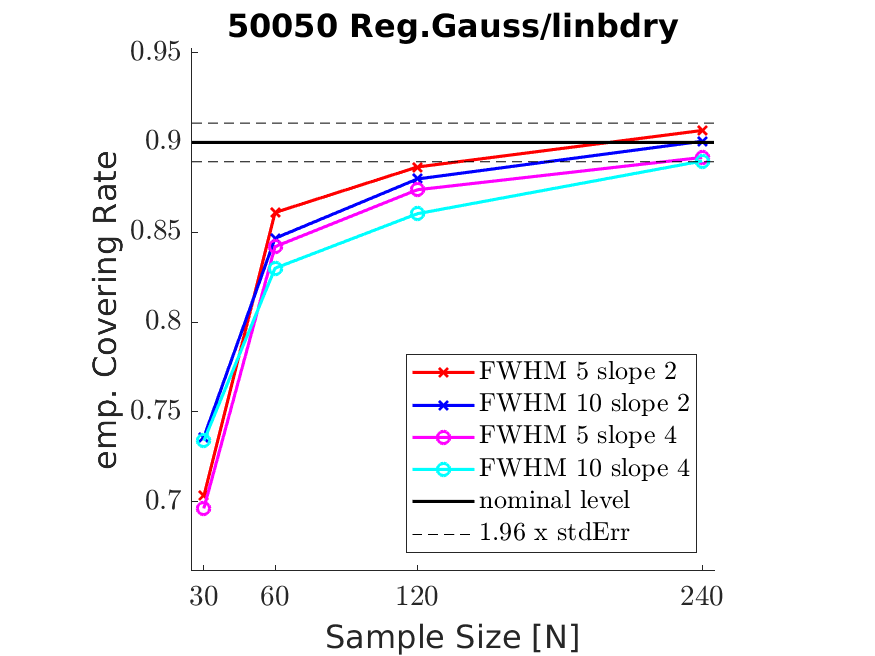 50050 Reg.Gauss/linbdry
0.95
0.9
0.85
0.8
0.75
0.7
emp. Covering Rate
FWHM 5 slope 2
FWHM 10 slope 2
FWHM 5 slope 4
FWHM 10 slope 4
nominal level
1.96 x stdErr
30 60 120 240
Sample Size [N]